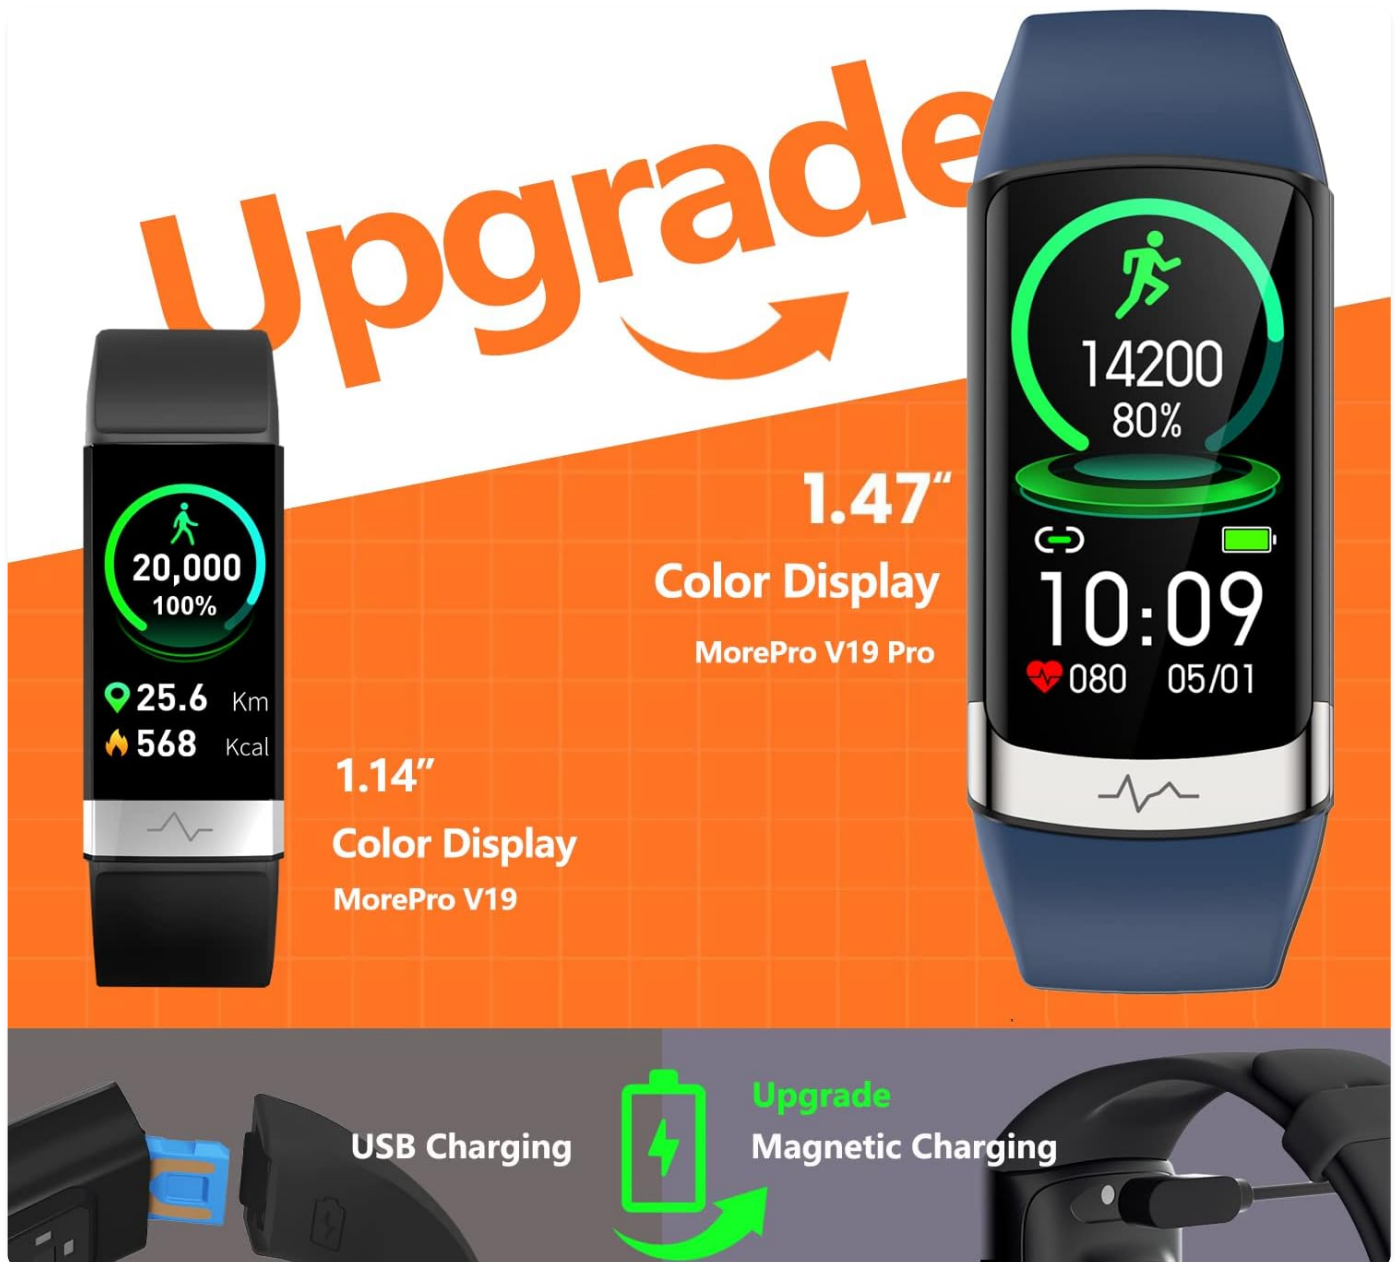 Upgrade
14200
80%
10:09
080 05/01
1.47“
Color Display
MorePro V19 Pro
20,000
100%
25.6 Km
568 Kcal
1.14”
Color Display
MorePro V19
USB Charging
Upgrade
Magnetic Charging